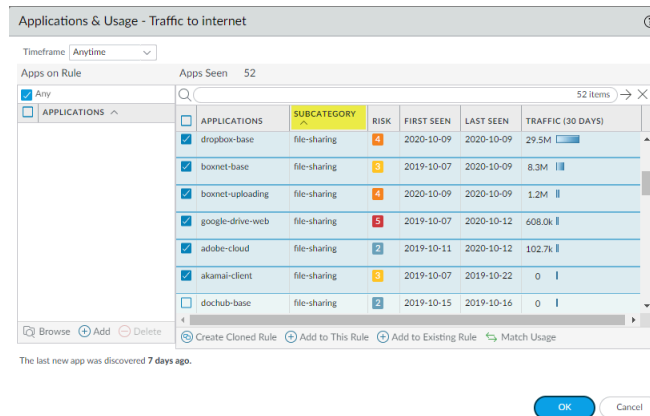 Applications & Usage - Traffic to internet
Timeframe Anytime
Apps on Rule Apps Seen 52
Any 52 items
APPLICATIONS APPLICATIONS SUBCATEGORY RISK FIRST SEEN LAST SEEN TRAFFIC (30 DAYS)
dropbox-base file-sharing 4 2020-10-09 2020-10-09 29.5M
boxnet-base file-sharing 3 2019-10-07 2020-10-09 8.3M
boxnet-uploading file-sharing 4 2020-10-09 2020-10-09 1.2M
google-drive-web file-sharing 5 2019-10-07 2020-10-12 608.0k
adobe-cloud file-sharing 2 2019-10-11 2020-10-12 102.7k
akamai-client file-sharing 3 2019-10-07 2019-10-22 0
dochub-base file-sharing 2 2019-10-15 2019-10-16 0
Browse Add Delete Create Cloned Rule Add to This Rule Add to Existing Rule Match Usage
The last new app was discovered 7 days ago.
OK Cancel